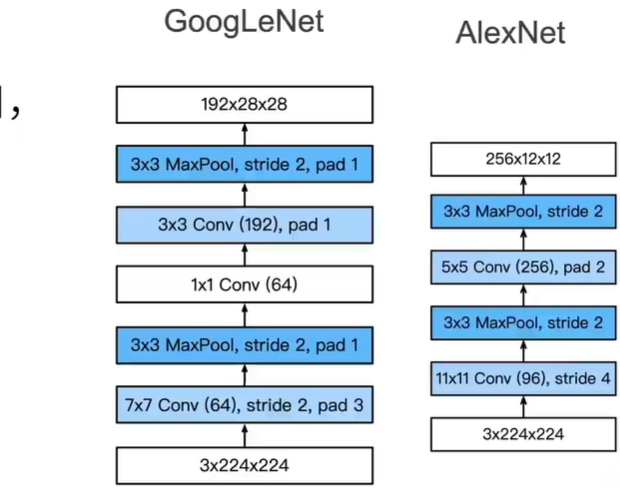 GoogLeNet
192x28x28
3x3 MaxPool, stride 2, pad 1
3x3 Conv (192), pad 1
1x1 Conv (64)
3x3 MaxPool, stride 2, pad 1
7x7 Conv (64), stride 2, pad 3
3x224x224
AlexNet
256x12x12
3x3 MaxPool, stride 2
5x5 Conv (256), pad 2
3x3 MaxPool, stride 2
11x11 Conv (96), stride 4
3x224x224